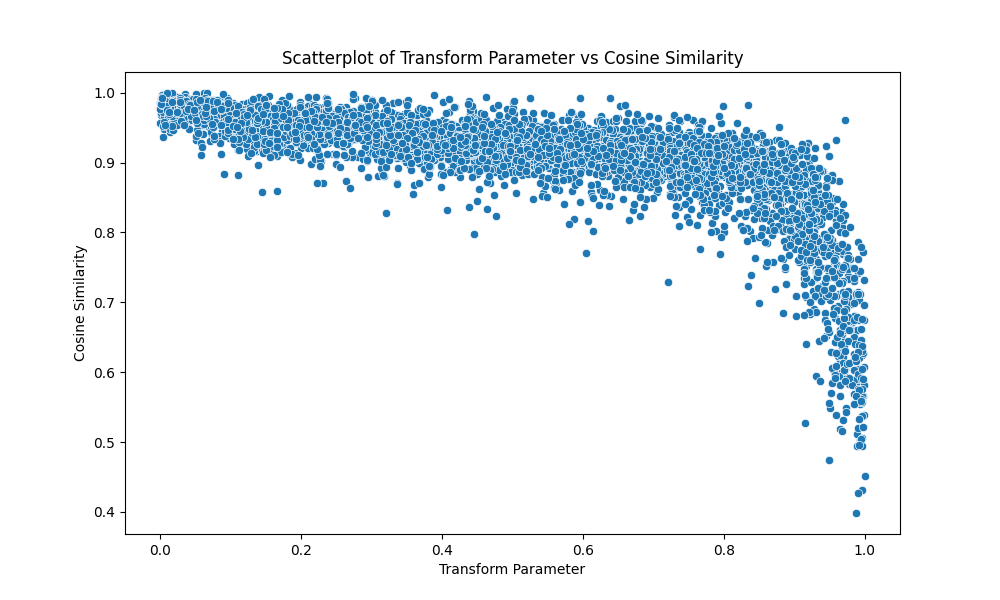 Scatterplot of Transform Parameter vs Cosine Similarity
1.0
0.9
0.8
0.7
0.6
0.5
0.4
Cosine Similarity
0.0 0.2 0.4 0.6 0.8 1.0
Transform Parameter